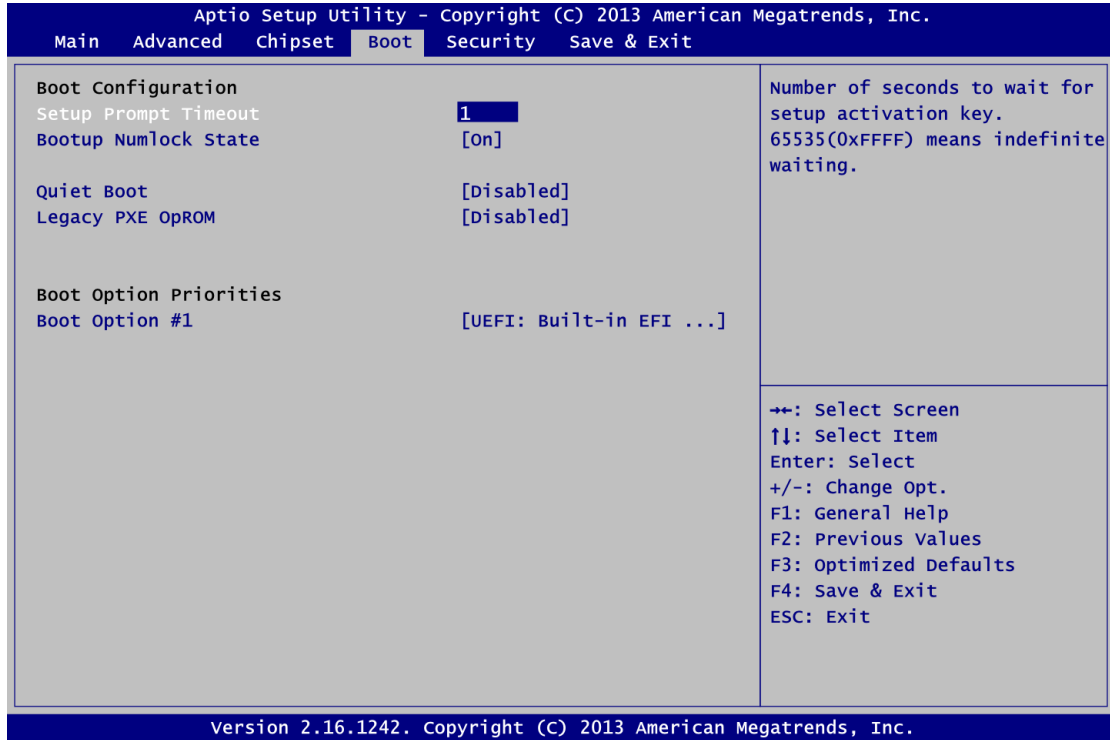 Aptio Setup Utility - Copyright (C) 2013 American Megatrends, Inc.
Main Advanced Chipset Boot Security Save & Exit
Boot Configuration
Setup Prompt Timeout 1
Bootup Numlock State [On]
Quiet Boot [Disabled]
Legacy PXE OpROM [Disabled]
Boot Option Priorities
Boot Option #1 [UEFI: Built-in EFI ...]
Number of seconds to wait for
setup activation key.
65535(0xFFFF) means indefinite
waiting.
→←: Select Screen
↑↓: Select Item
Enter: Select
+/-: Change Opt.
F1: General Help
F2: Previous Values
F3: Optimized Defaults
F4: Save & Exit
ESC: Exit
Version 2.16.1242. Copyright (C) 2013 American Megatrends, Inc.